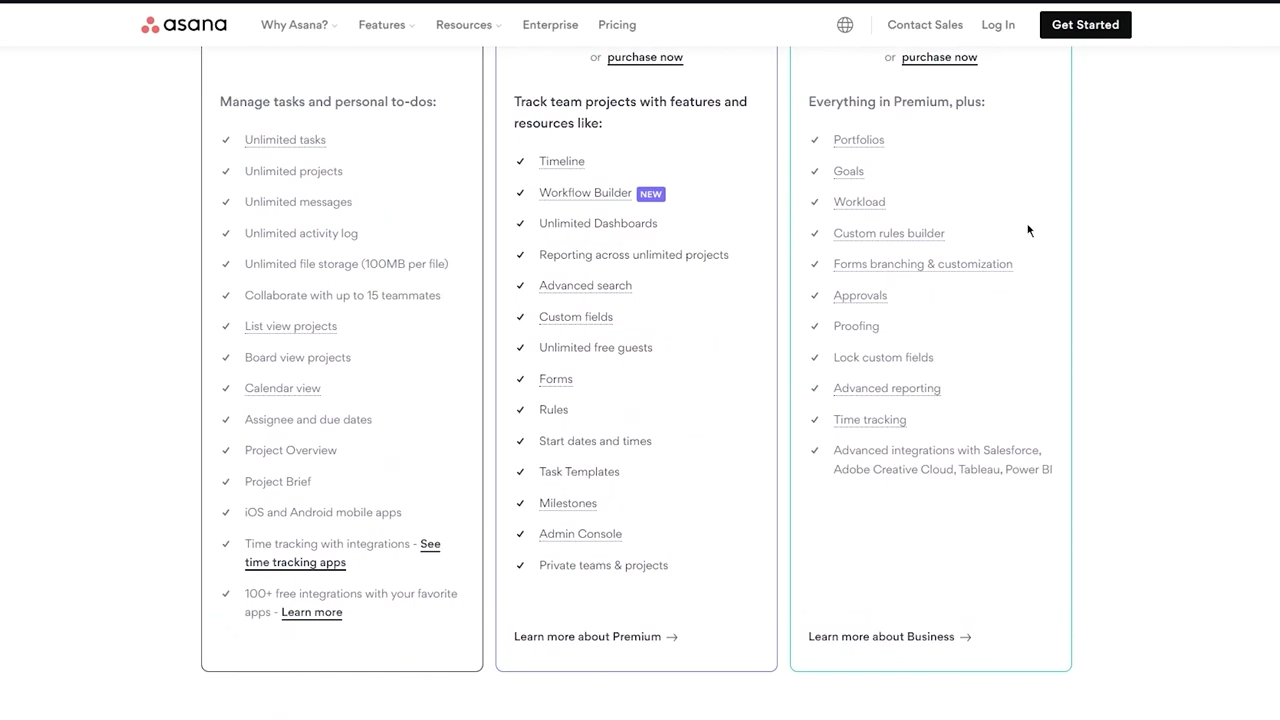 asana
Why Asana?
Features
Resources
Enterprise
Pricing
Contact Sales
Log In
Get Started
Manage tasks and personal to-dos:
Unlimited tasks
Unlimited projects
Unlimited messages
Unlimited activity log
Unlimited file storage (100MB per file)
Collaborate with up to 15 teammates
List view projects
Board view projects
Calendar view
Assignee and due dates
Project Overview
Project Brief
iOS and Android mobile apps
Time tracking with integrations - See
time tracking apps
100+ free integrations with your favorite
apps - Learn more
or purchase now
Track team projects with features and
resources like:
Timeline
Workflow Builder NEW
Unlimited Dashboards
Reporting across unlimited projects
Advanced search
Custom fields
Unlimited free guests
Forms
Rules
Start dates and times
Task Templates
Milestones
Admin Console
Private teams & projects
Learn more about Premium →
or purchase now
Everything in Premium, plus:
Portfolios
Goals
Workload
Custom rules builder
Forms branching & customization
Approvals
Proofing
Lock custom fields
Advanced reporting
Time tracking
Advanced integrations with Salesforce,
Adobe Creative Cloud, Tableau, Power BI
Learn more about Business →